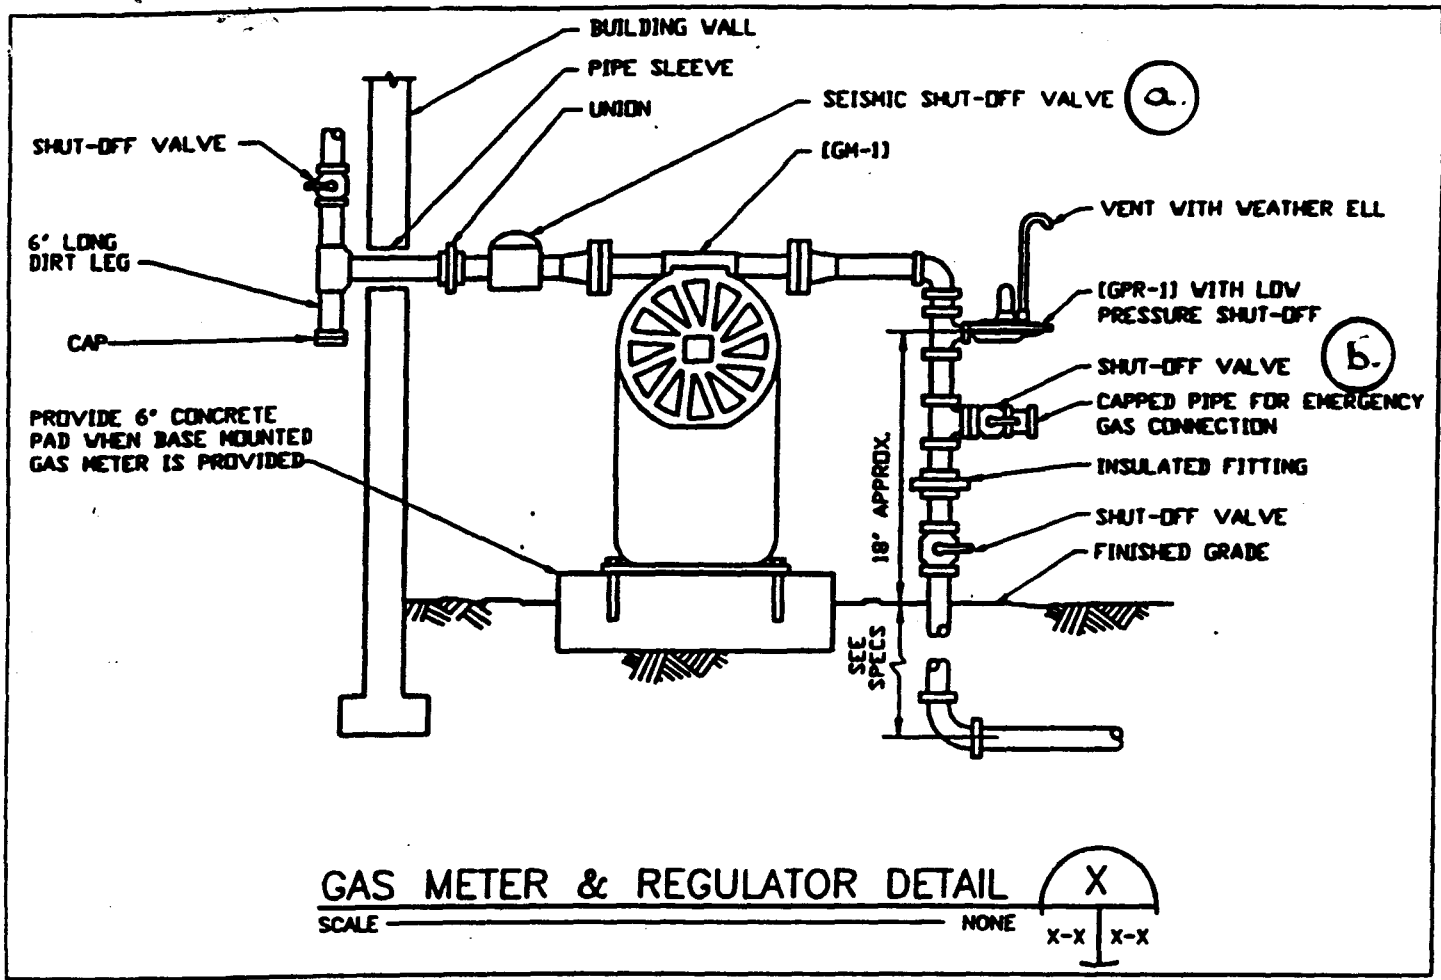 BUILDING WALL
PIPE SLEEVE
UNION
SEISMIC SHUT-OFF VALVE
a.
[GM-1]
SHUT-OFF VALVE
VENT WITH WEATHER ELL
6" LONG
DIRT LEG
[GPR-1] WITH LOW
PRESSURE SHUT-OFF
CAP
b.
SHUT-OFF VALVE
CAPPED PIPE FOR EMERGENCY
GAS CONNECTION
PROVIDE 6" CONCRETE
PAD WHEN BASE MOUNTED
GAS METER IS PROVIDED
INSULATED FITTING
18" APPROX.
SHUT-OFF VALVE
FINISHED GRADE
SEE
SPECS
GAS METER & REGULATOR DETAIL
X
SCALE
NONE
X-X
X-X